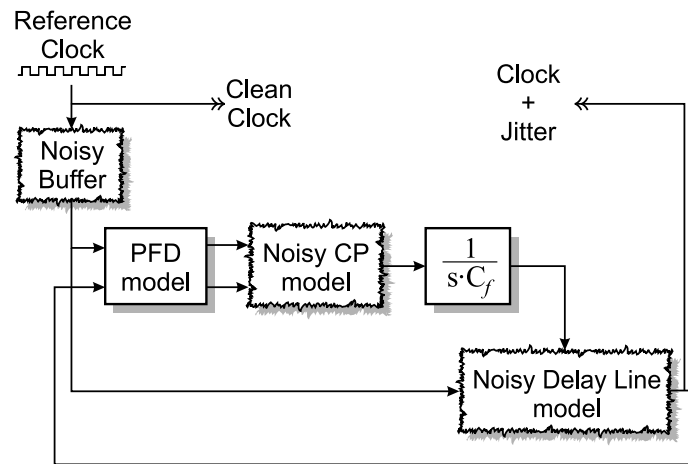 Reference
Clock
Clean
Clock
Clock
+
Jitter
Noisy
Buffer
PFD
model
Noisy CP
model
1
s·C_f
Noisy Delay Line
model